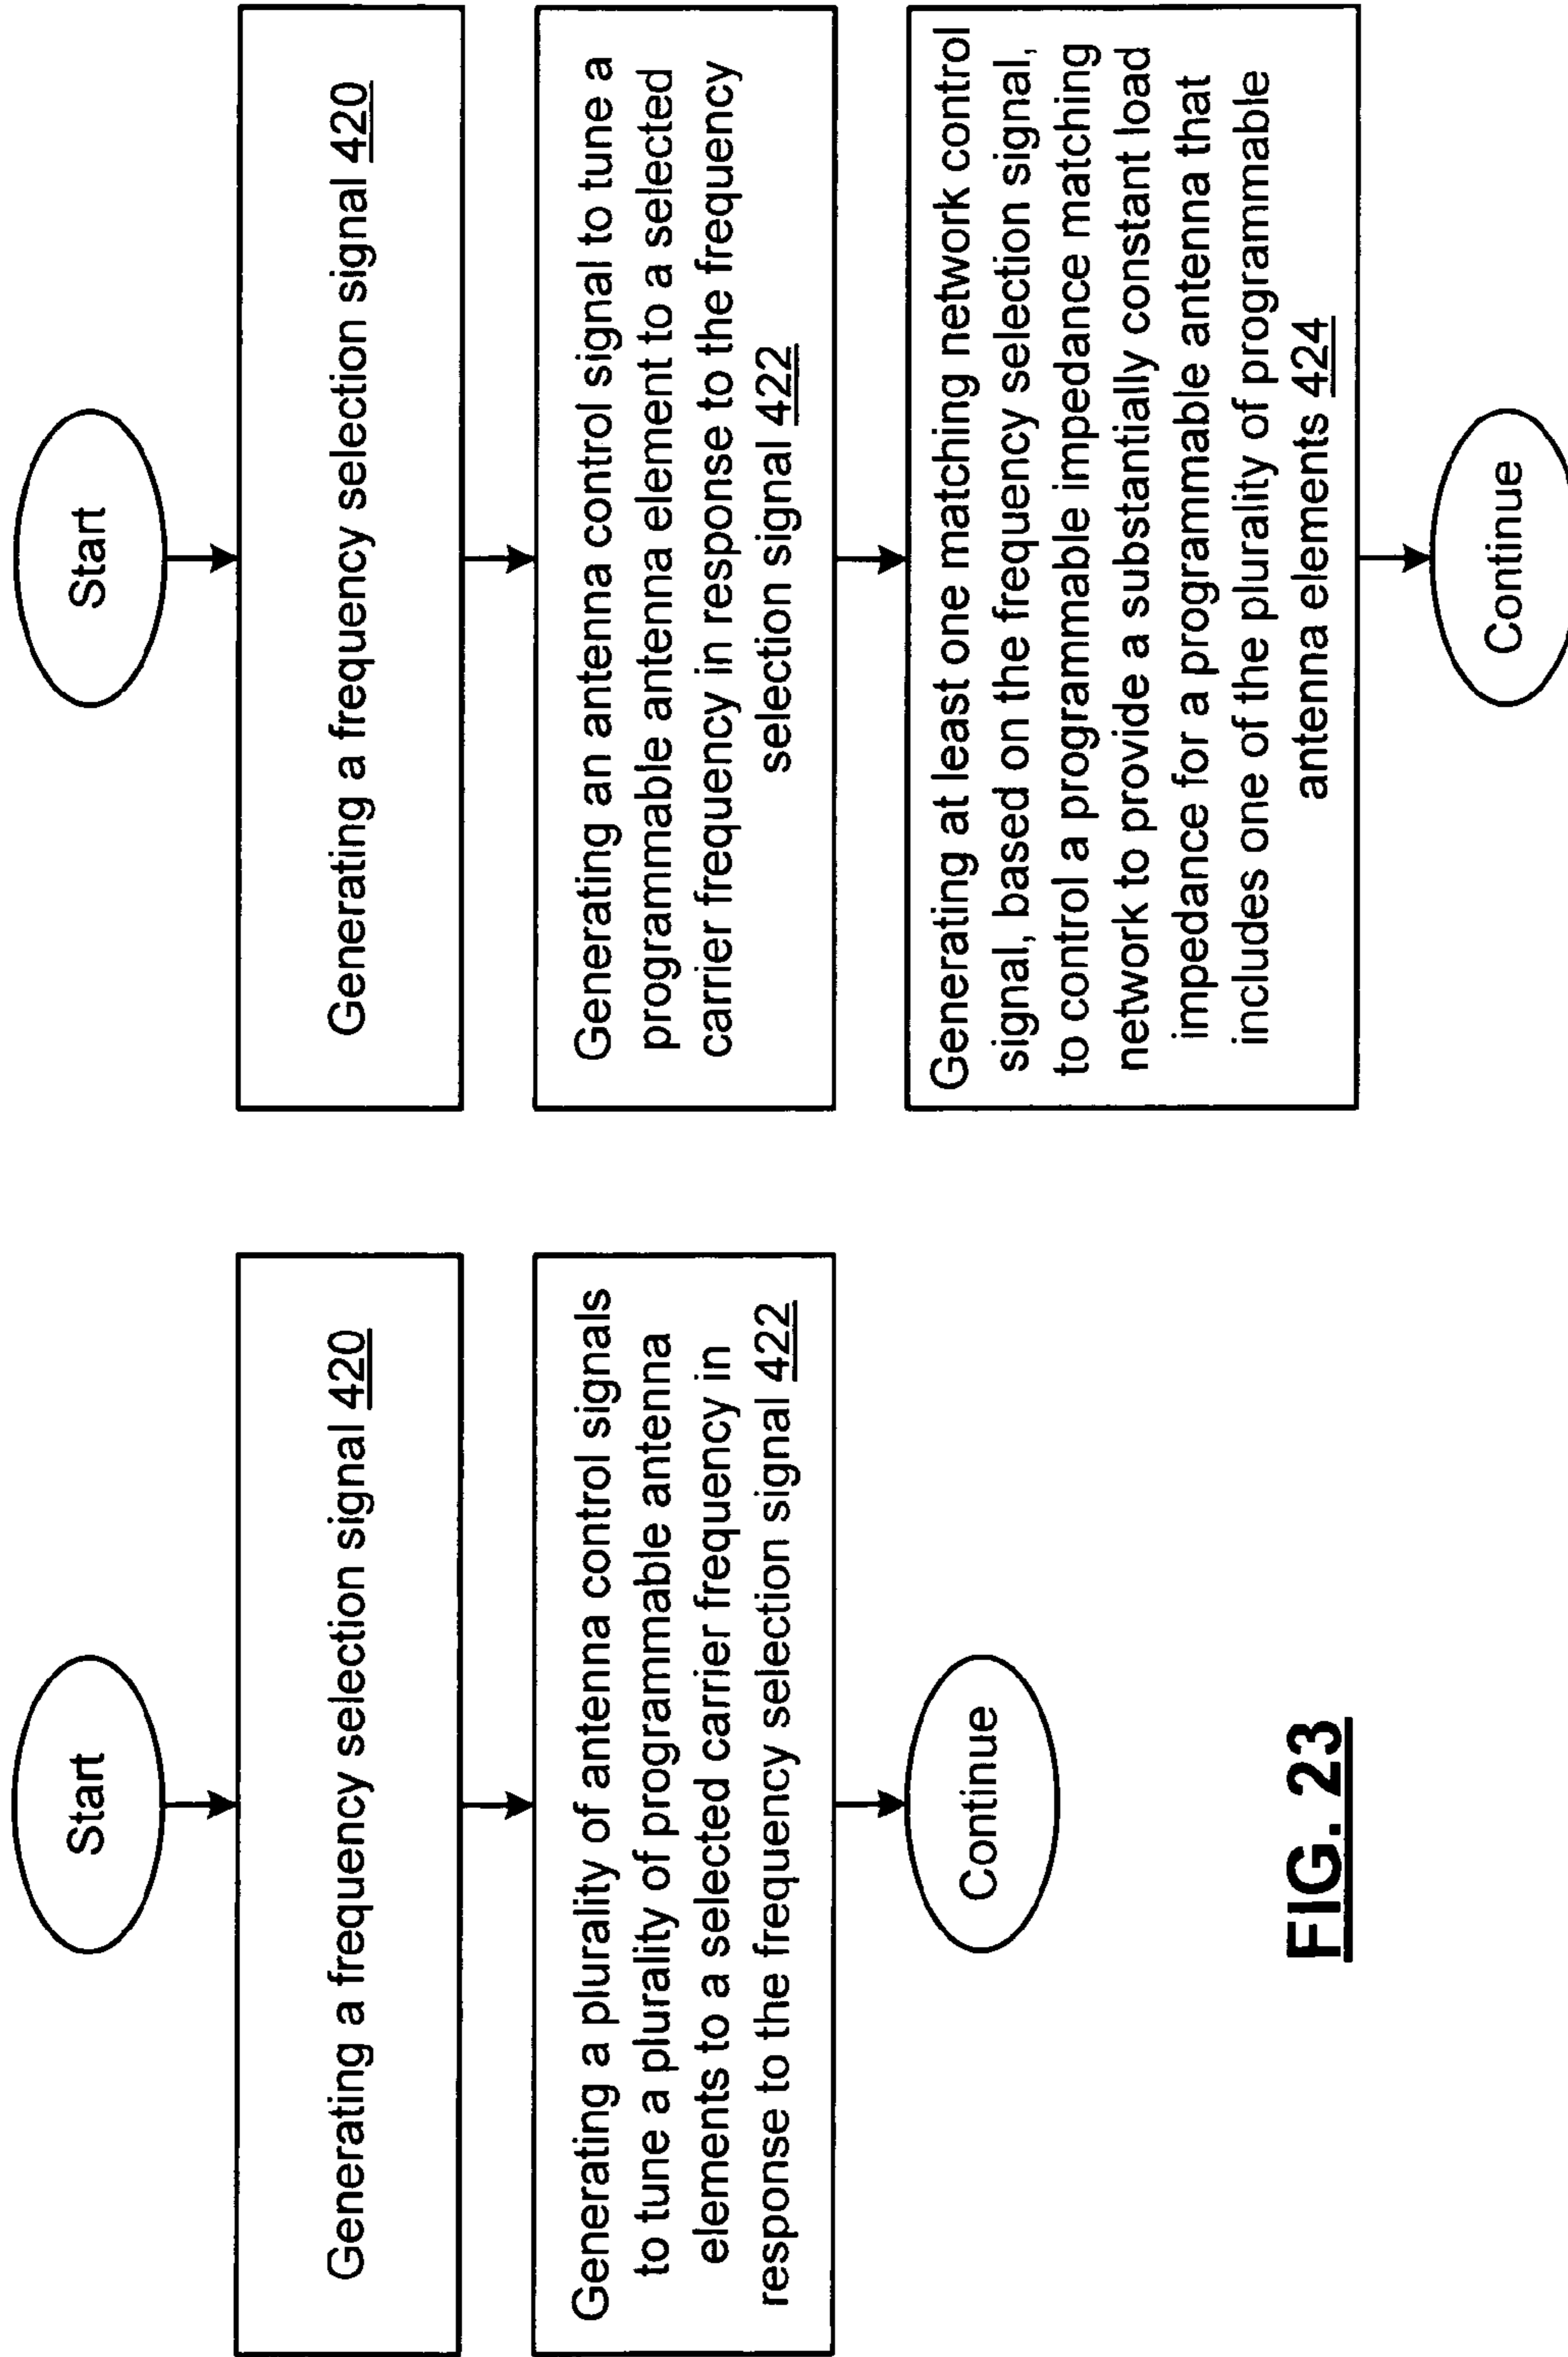 Start
Generating a frequency selection signal 420
Generating a plurality of antenna control signals
to tune a plurality of programmable antenna
elements to a selected carrier frequency in
response to the frequency selection signal 422
Continue
FIG. 23
Start
Generating a frequency selection signal 420
Generating an antenna control signal to tune a
programmable antenna element to a selected
carrier frequency in response to the frequency
selection signal 422
Generating at least one matching network control
signal, based on the frequency selection signal,
to control a programmable impedance matching
network to provide a substantially constant load
impedance for a programmable antenna that
includes one of the plurality of programmable
antenna elements 424
Continue